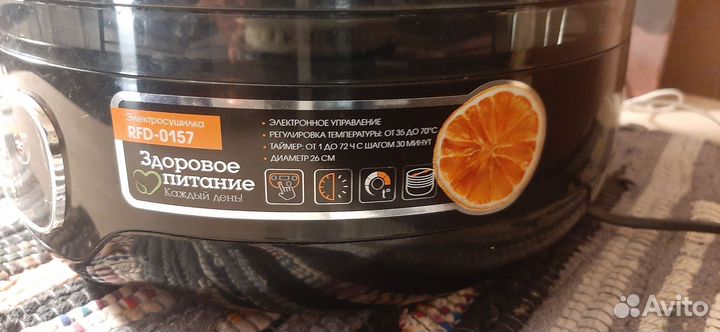 Электросушилка
RFD-0157
Здоровое
питание
Каждый день!
• ЭЛЕКТРОННОЕ УПРАВЛЕНИЕ
• РЕГУЛИРОВКА ТЕМПЕРАТУРЫ: ОТ 35 ДО 70°С
• ТАЙМЕР: ОТ 1 ДО 72 Ч С ШАГОМ 30 МИНУТ
• ДИАМЕТР 26 СМ
t°
Avito